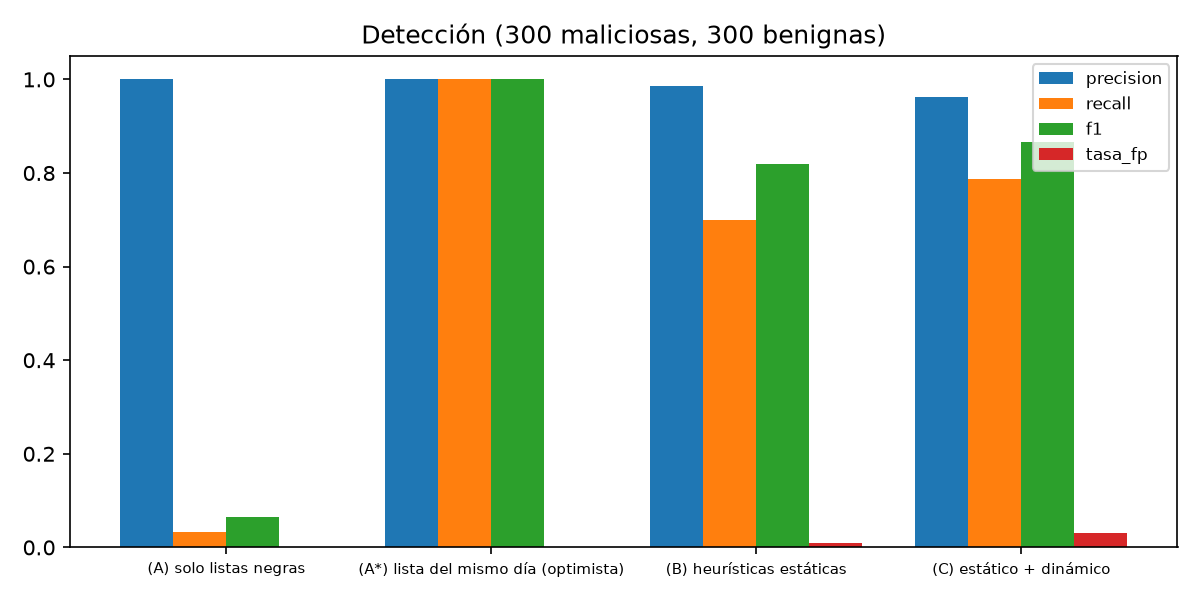 Detección (300 maliciosas, 300 benignas)
1.0
0.8
0.6
0.4
0.2
0.0
precision
recall
f1
tasa_fp
(A) solo listas negras
(A*) lista del mismo día (optimista)
(B) heurísticas estáticas
(C) estático + dinámico